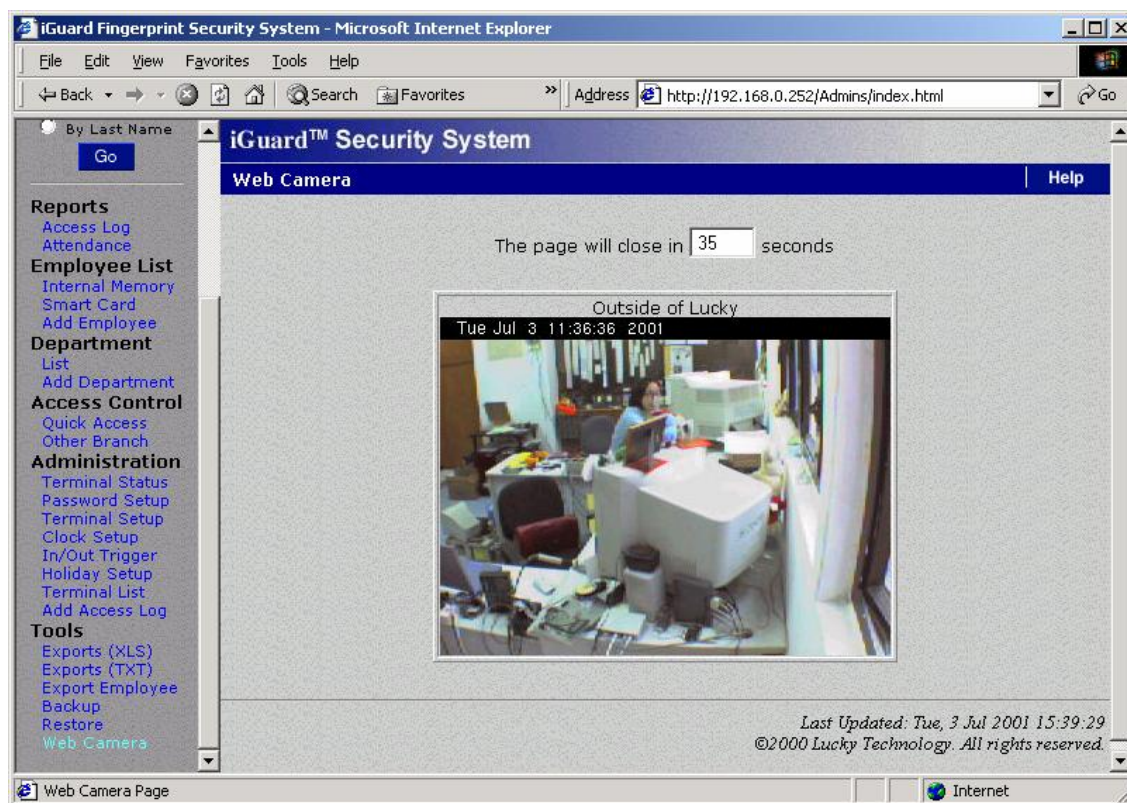 iGuard Fingerprint Security System - Microsoft Internet Explorer
File Edit View Favorites Tools Help
Back Search Favorites » Address http://192.168.0.252/Admins/index.html Go
By Last Name
Go
Reports
Access Log
Attendance
Employee List
Internal Memory
Smart Card
Add Employee
Department
List
Add Department
Access Control
Quick Access
Other Branch
Administration
Terminal Status
Password Setup
Terminal Setup
Clock Setup
In/Out Trigger
Holiday Setup
Terminal List
Add Access Log
Tools
Exports (XLS)
Exports (TXT)
Export Employee
Backup
Restore
Web Camera
iGuard™ Security System
Web Camera Help
The page will close in 35 seconds
Outside of Lucky
Tue Jul 3 11:36:36 2001
Last Updated: Tue, 3 Jul 2001 15:39:29
©2000 Lucky Technology. All rights reserved.
Web Camera Page Internet